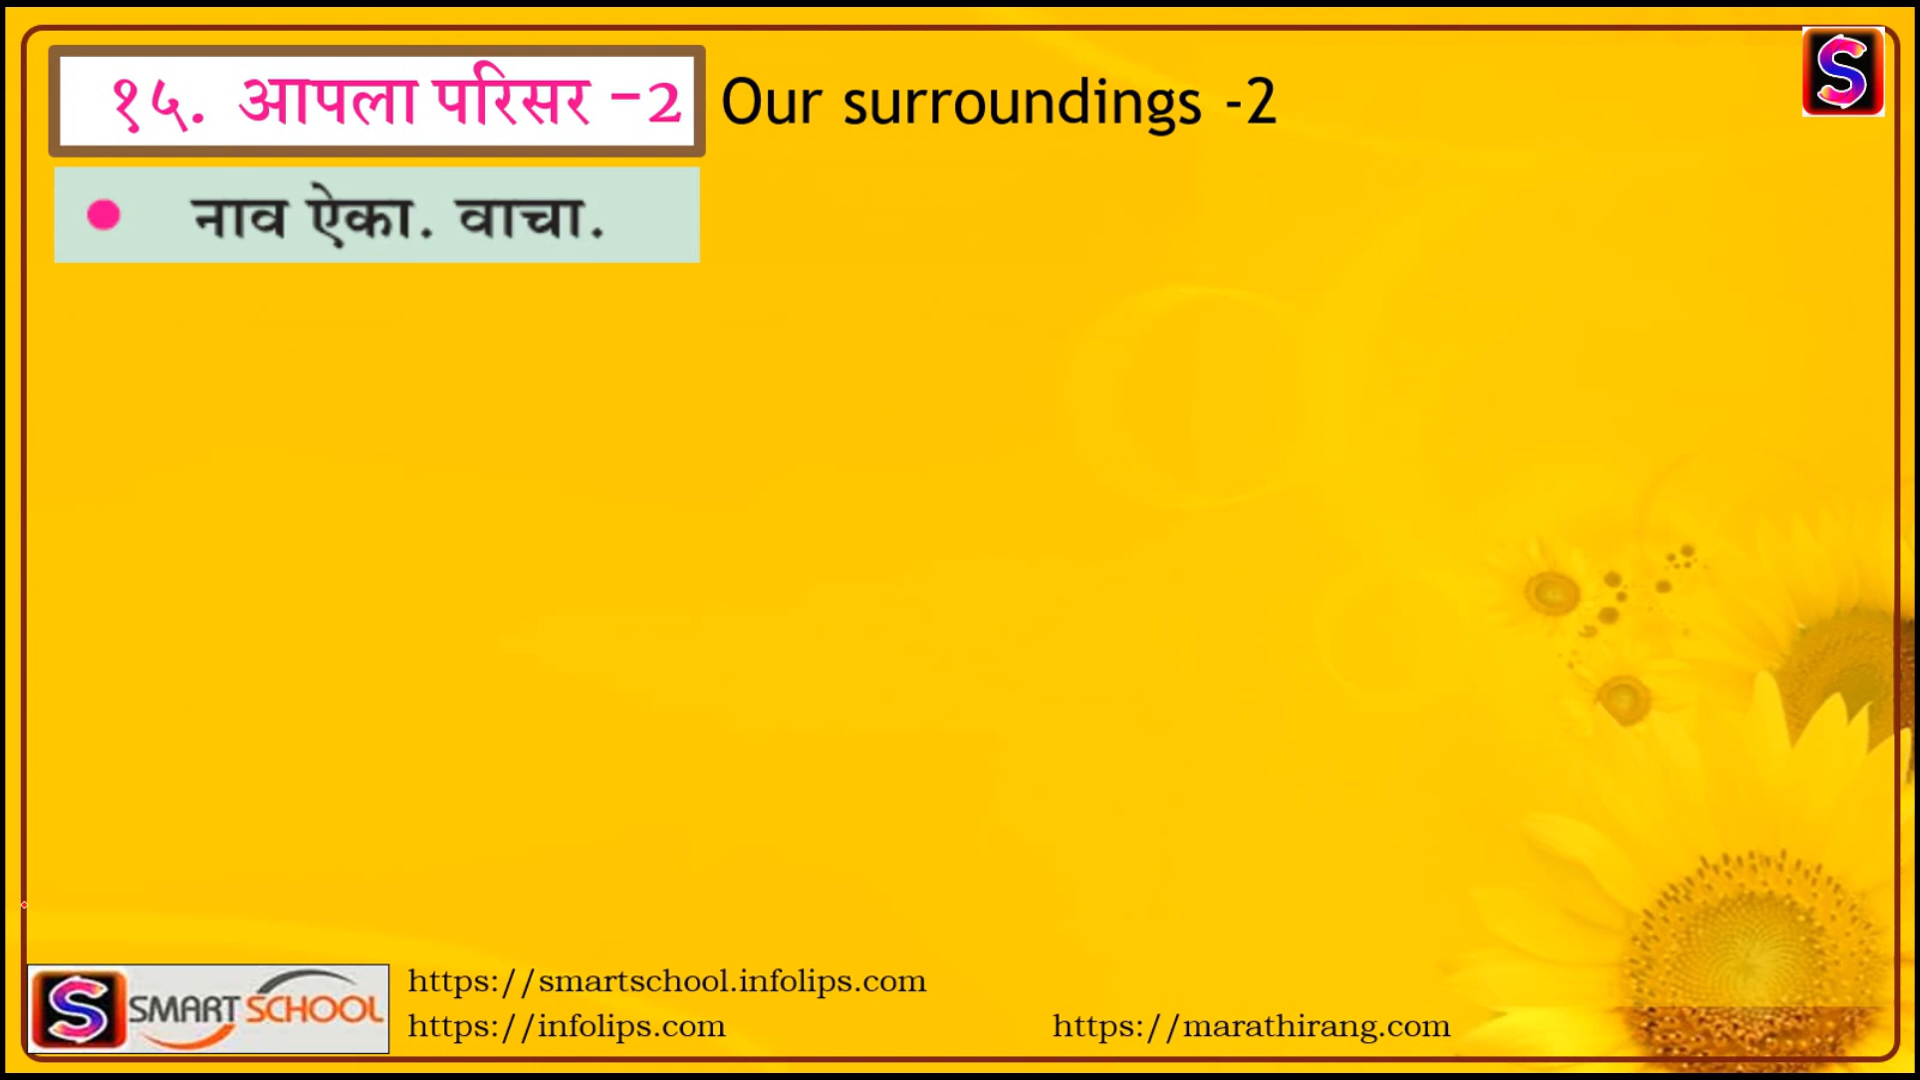 १५. आपला परिसर -2 Our surroundings -2
S
नाव ऐका. वाचा.
S SMART SCHOOL
https://smartschool.infolips.com
https://infolips.com https://marathirang.com